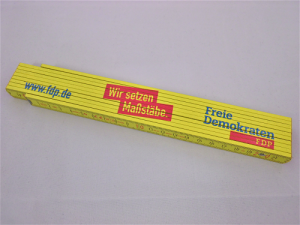 www.fdp.de
Wir setzen
Maßstäbe.
Freie
Demokraten
FDP